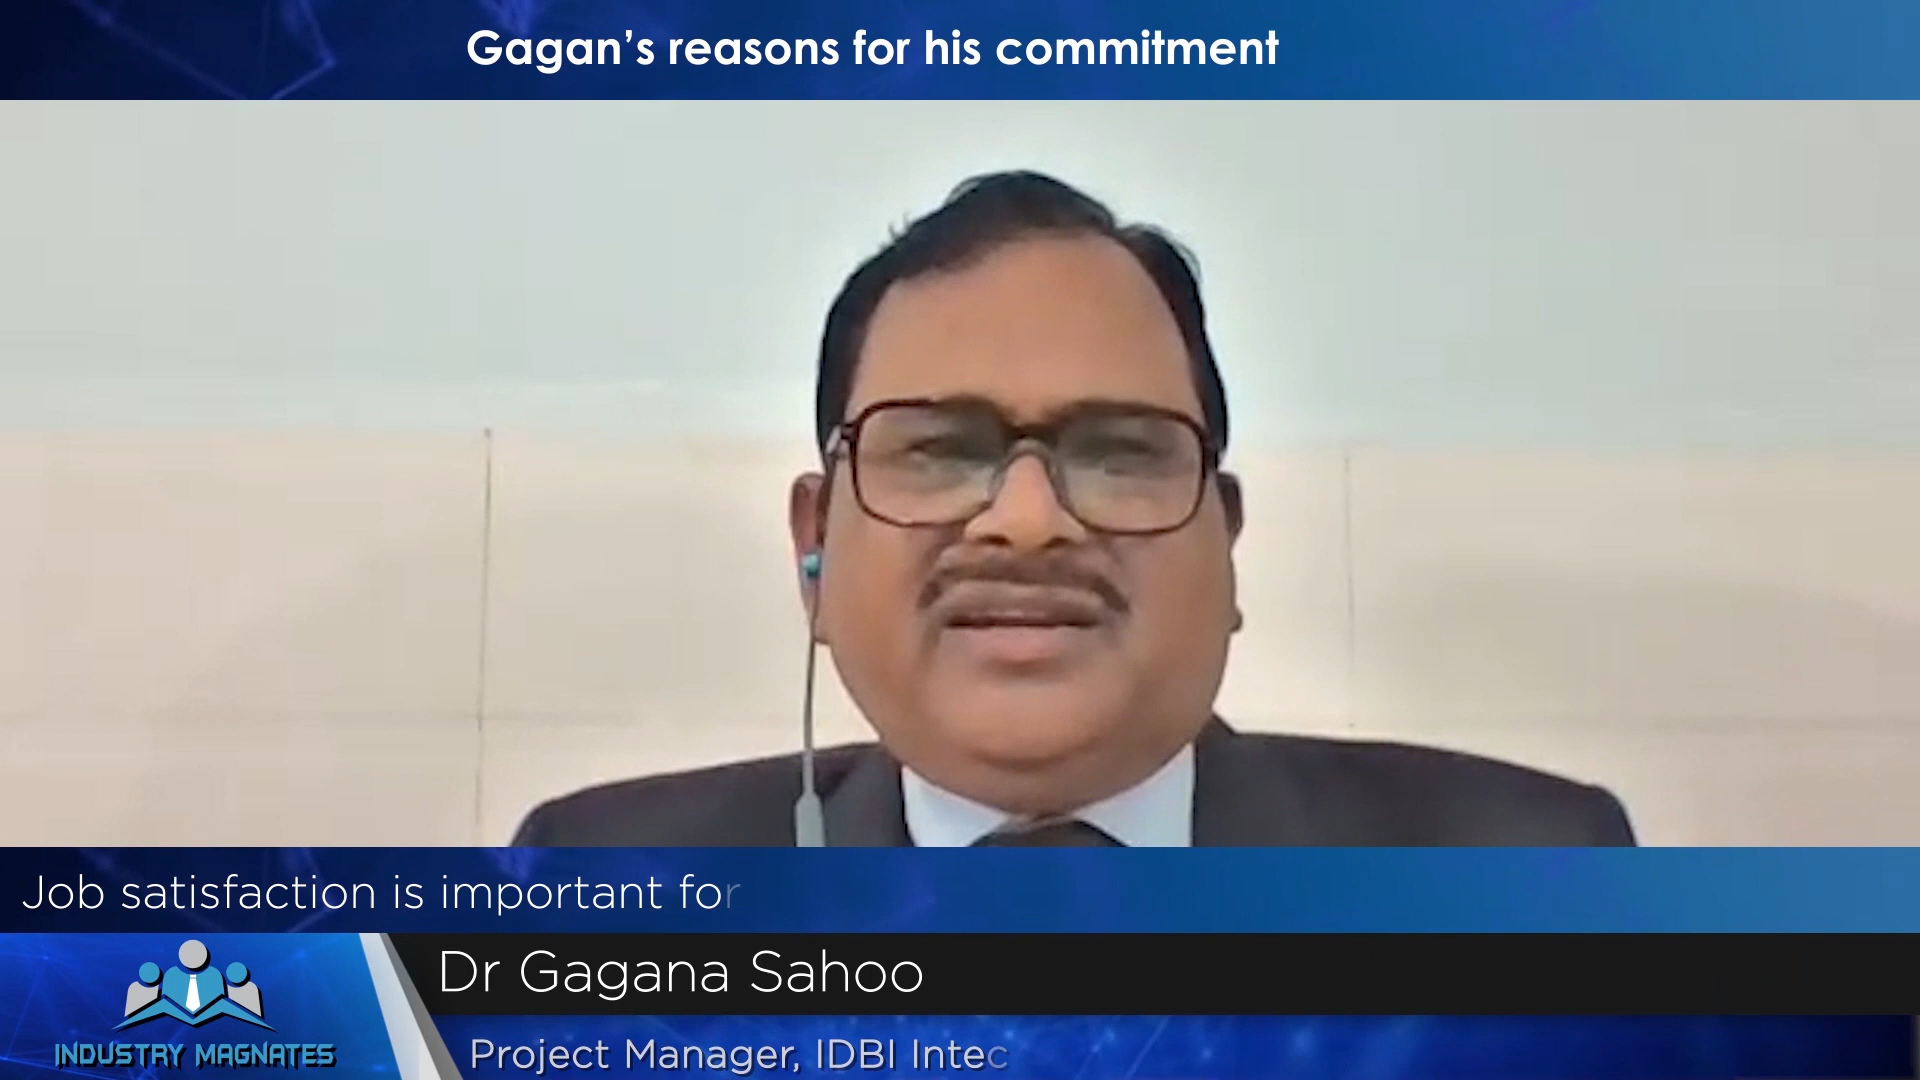 Gagan’s reasons for his commitment
Job satisfaction is important for
Dr Gagana Sahoo
INDUSTRY MAGNATES
Project Manager, IDBI Intec